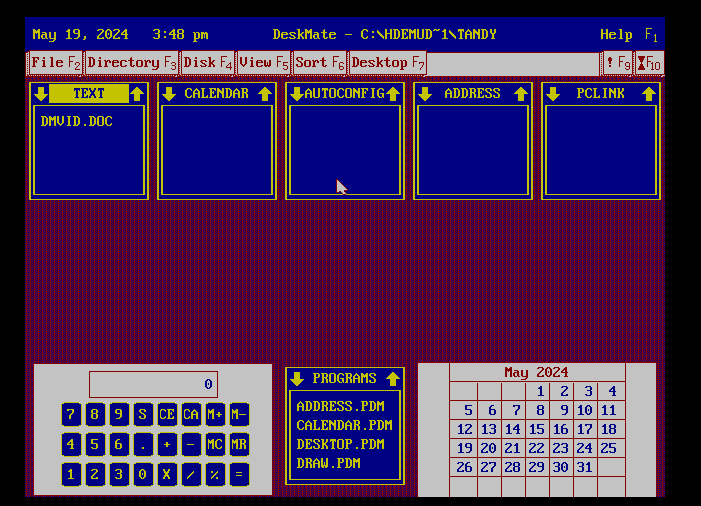 May 19, 2024 3:48 pm DeskMate - C:\HDEMUD~1\TANDY Help F1
File F2 Directory F3 Disk F4 View F5 Sort F6 Desktop F7 ! F9 F10
TEXT CALENDAR AUTOCONFIG ADDRESS PCLINK
DMVID.DOC
0
7 8 9 S CE CA M+ M-
4 5 6 . + - MC MR
1 2 3 0 X / % =
PROGRAMS
ADDRESS.PDM
CALENDAR.PDM
DESKTOP.PDM
DRAW.PDM
May 2024
1 2 3 4
5 6 7 8 9 10 11
12 13 14 15 16 17 18
19 20 21 22 23 24 25
26 27 28 29 30 31